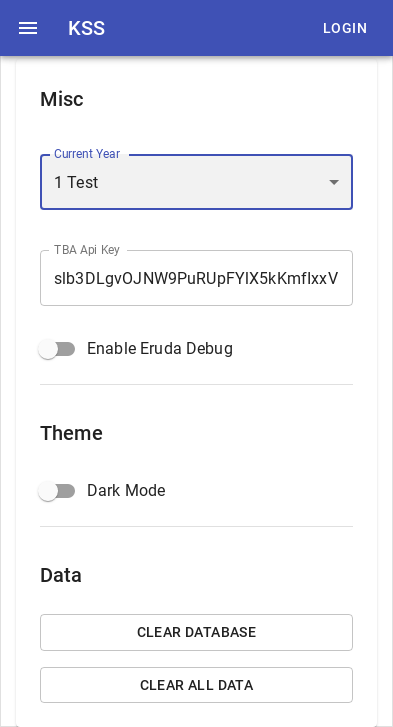 KSS
LOGIN
Misc
Current Year
1 Test
TBA Api Key
slb3DLgvOJNW9PuRUpFYlX5kKmfIxxV
Enable Eruda Debug
Theme
Dark Mode
Data
CLEAR DATABASE
CLEAR ALL DATA